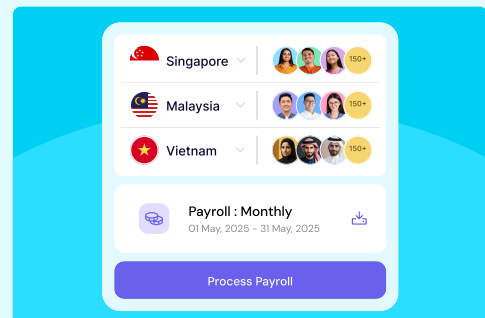 Singapore
150+
Malaysia
150+
Vietnam
150+
Payroll : Monthly
01 May, 2025 - 31 May, 2025
Process Payroll